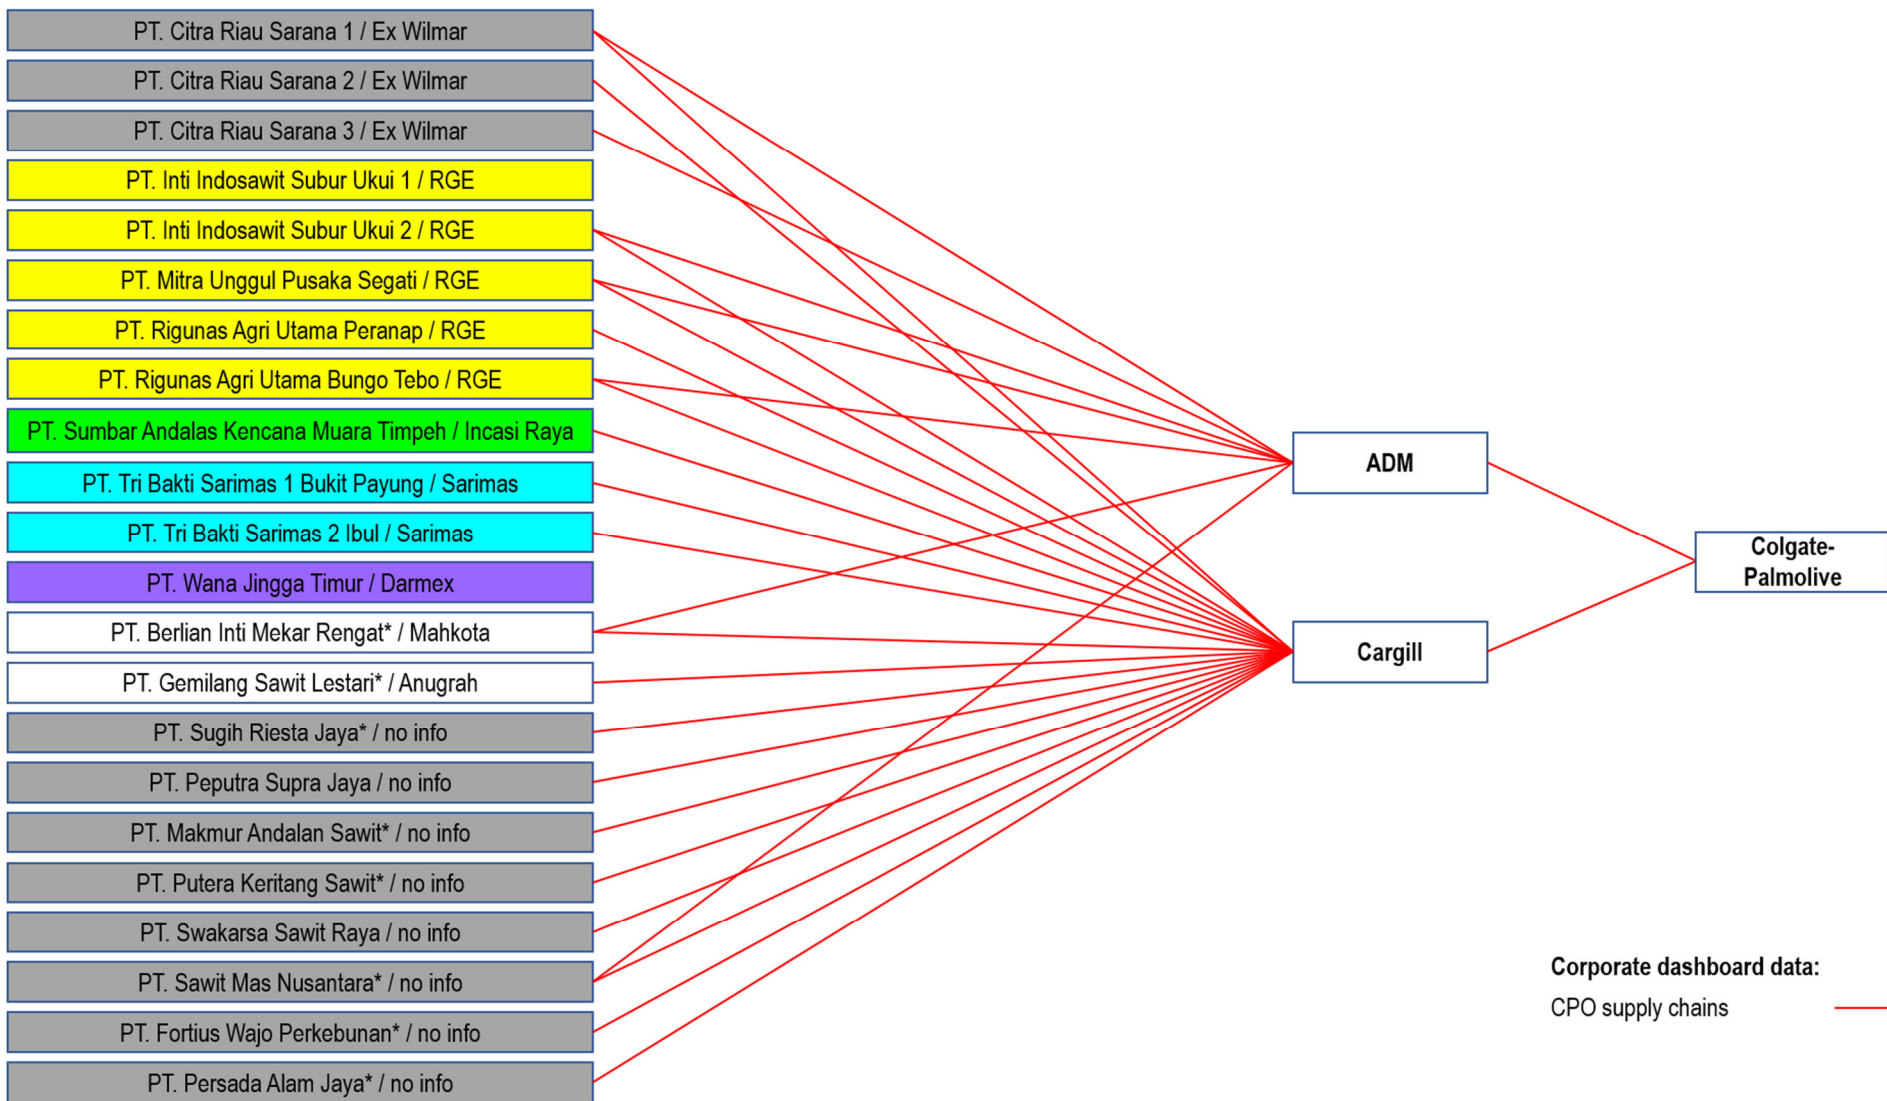 PT. Citra Riau Sarana 1 / Ex Wilmar
PT. Citra Riau Sarana 2 / Ex Wilmar
PT. Citra Riau Sarana 3 / Ex Wilmar
PT. Inti Indosawit Subur Ukui 1 / RGE
PT. Inti Indosawit Subur Ukui 2 / RGE
PT. Mitra Unggul Pusaka Segati / RGE
PT. Rigunas Agri Utama Peranap / RGE
PT. Rigunas Agri Utama Bungo Tebo / RGE
PT. Sumbar Andalas Kencana Muara Timpeh / Incasi Raya
PT. Tri Bakti Sarimas 1 Bukit Payung / Sarimas
PT. Tri Bakti Sarimas 2 Ibul / Sarimas
PT. Wana Jingga Timur / Darmex
PT. Berlian Inti Mekar Rengat* / Mahkota
PT. Gemilang Sawit Lestari* / Anugrah
PT. Sugih Riesta Jaya* / no info
PT. Peputra Supra Jaya / no info
PT. Makmur Andalan Sawit* / no info
PT. Putera Keritang Sawit* / no info
PT. Swakarsa Sawit Raya / no info
PT. Sawit Mas Nusantara* / no info
PT. Fortius Wajo Perkebunan* / no info
PT. Persada Alam Jaya* / no info
ADM
Cargill
Colgate-
Palmolive
Corporate dashboard data:
CPO supply chains